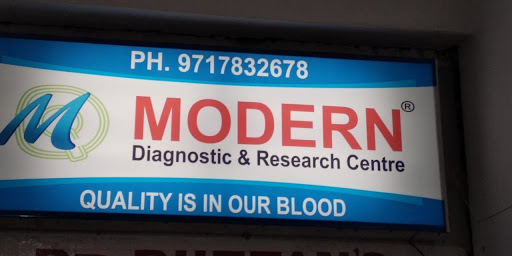 PH. 9717832678
M
MODERN®
Diagnostic & Research Centre
QUALITY IS IN OUR BLOOD